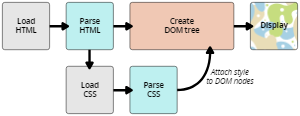 Load
HTML
Parse
HTML
Create
DOM tree
Display
Load
CSS
Parse
CSS
Attach style
to DOM nodes